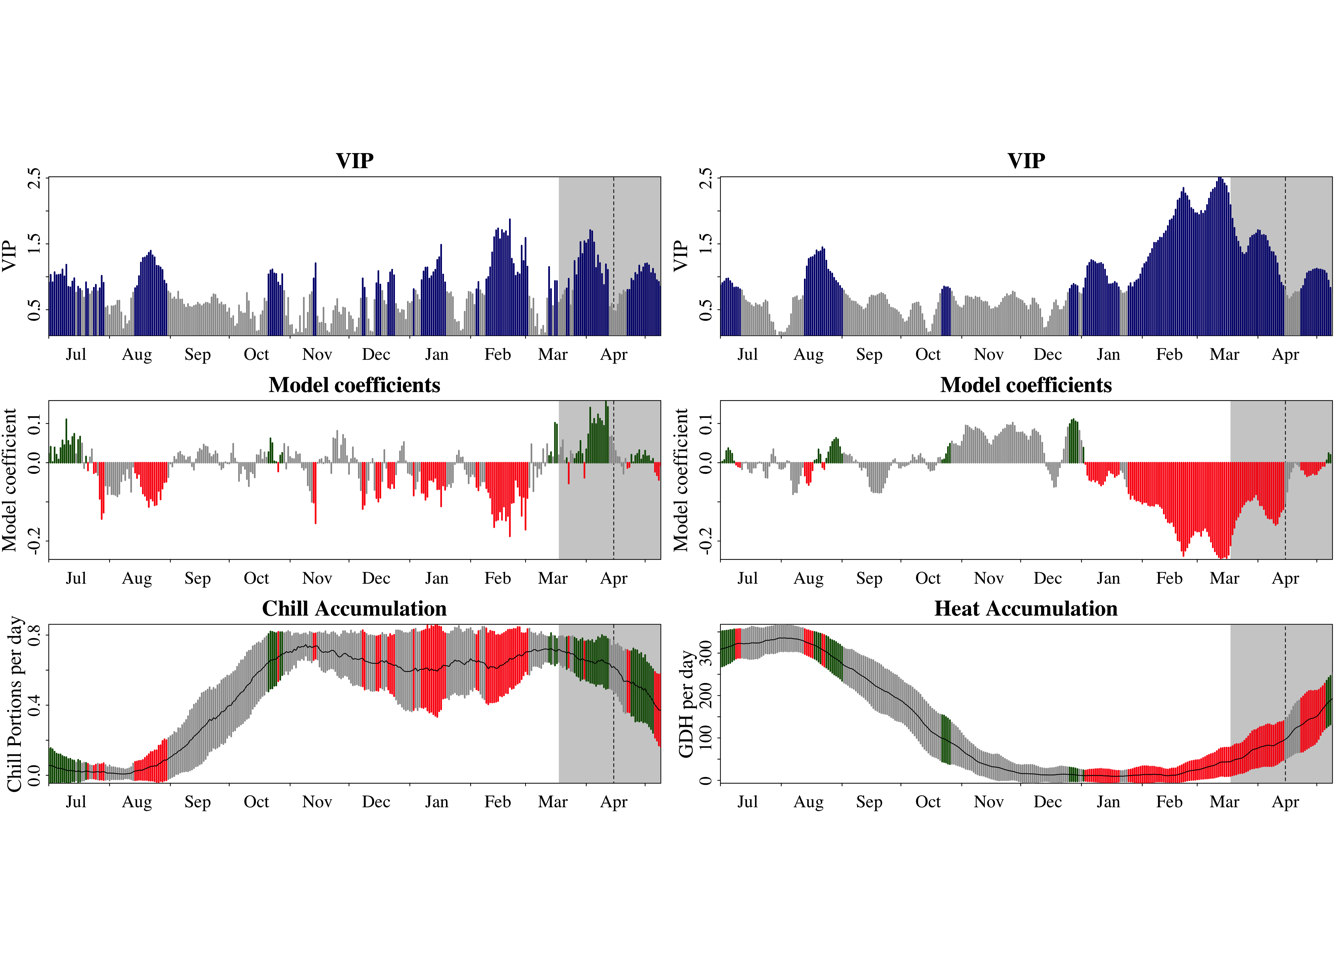 VIP
VIP
2.5
1.5
0.5
Jul Aug Sep Oct Nov Dec Jan Feb Mar Apr
VIP
VIP
2.5
1.5
0.5
Jul Aug Sep Oct Nov Dec Jan Feb Mar Apr
Model coefficients
Model coefficient
0.1
0.0
-0.2
Jul Aug Sep Oct Nov Dec Jan Feb Mar Apr
Model coefficients
Model coefficient
0.1
0.0
-0.2
Jul Aug Sep Oct Nov Dec Jan Feb Mar Apr
Chill Accumulation
Chill Portions per day
0.8
0.4
0.0
Jul Aug Sep Oct Nov Dec Jan Feb Mar Apr
Heat Accumulation
GDH per day
300
200
100
0
Jul Aug Sep Oct Nov Dec Jan Feb Mar Apr